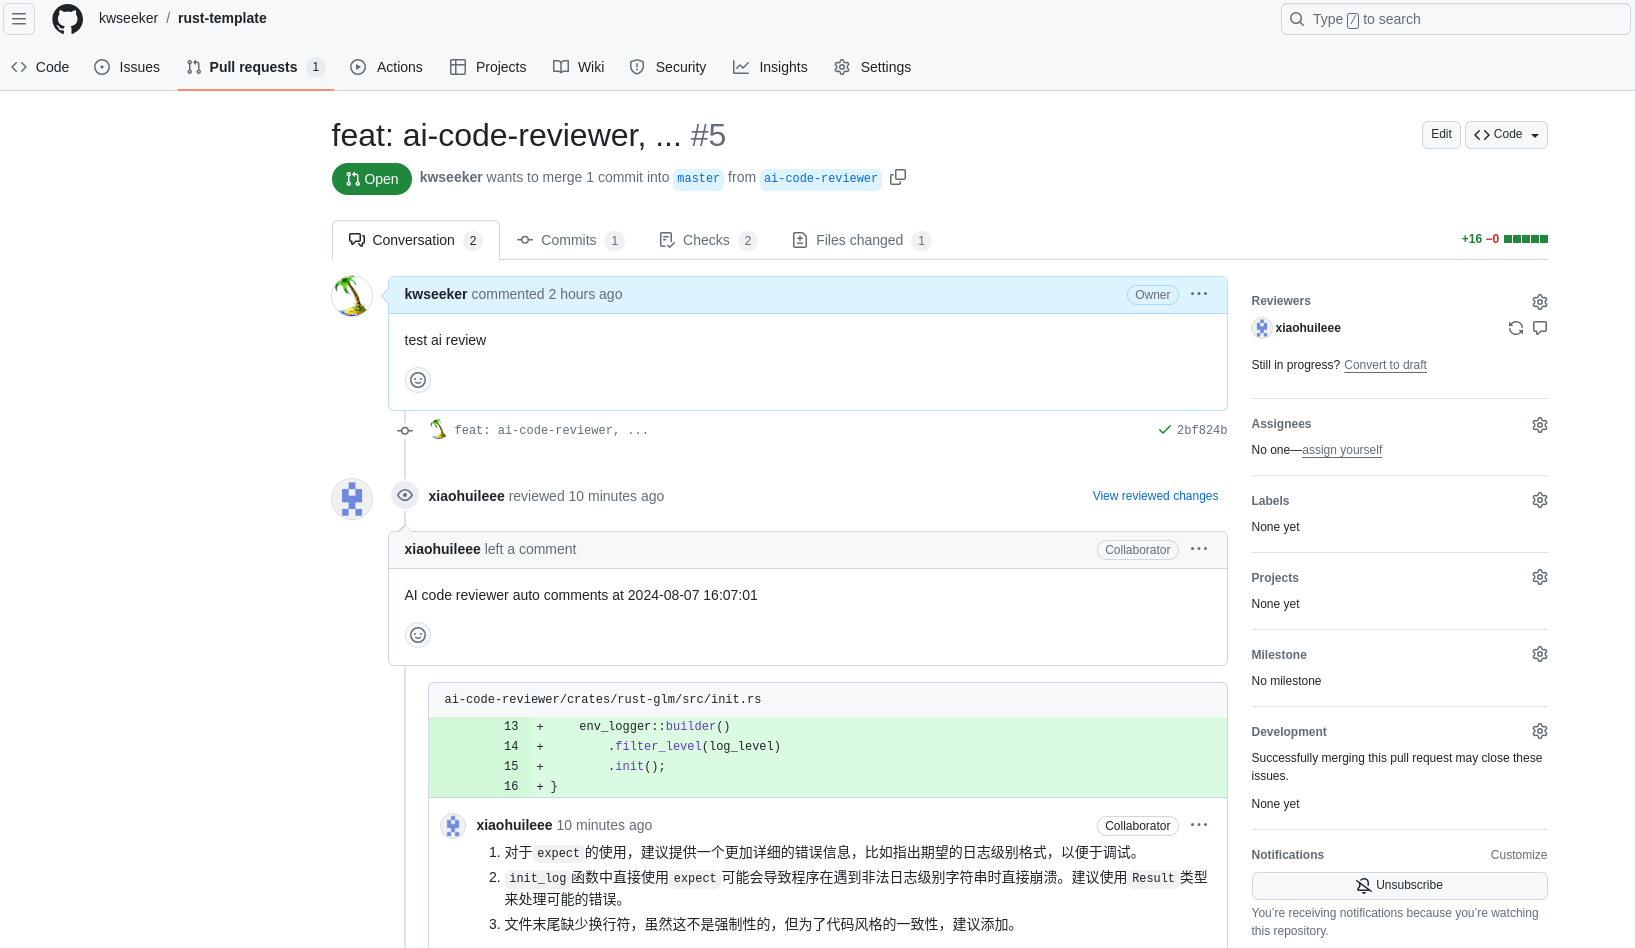 kwseeker / rust-template
Type / to search
Code
Issues
Pull requests 1
Actions
Projects
Wiki
Security
Insights
Settings
feat: ai-code-reviewer, ... #5
Edit
Code
Open
kwseeker wants to merge 1 commit into master from ai-code-reviewer
Conversation 2
Commits 1
Checks 2
Files changed 1
+16 −0
kwseeker commented 2 hours ago
Owner
test ai review
feat: ai-code-reviewer, ...
2bf824b
xiaohuileee reviewed 10 minutes ago
View reviewed changes
xiaohuileee left a comment
Collaborator
AI code reviewer auto comments at 2024-08-07 16:07:01
ai-code-reviewer/crates/rust-glm/src/init.rs
13 + env_logger::builder()
14 + .filter_level(log_level)
15 + .init();
16 + }
xiaohuileee 10 minutes ago
Collaborator
1. 对于 expect 的使用，建议提供一个更加详细的错误信息，比如指出期望的日志级别格式，以便于调试。
2. init_log 函数中直接使用 expect 可能会导致程序在遇到非法日志级别字符串时直接崩溃。建议使用 Result 类型
来处理可能的错误。
3. 文件末尾缺少换行符，虽然这不是强制性的，但为了代码风格的一致性，建议添加。
Reviewers
xiaohuileee
Still in progress? Convert to draft
Assignees
No one—assign yourself
Labels
None yet
Projects
None yet
Milestone
No milestone
Development
Successfully merging this pull request may close these
issues.
None yet
Notifications
Customize
Unsubscribe
You’re receiving notifications because you’re watching
this repository.